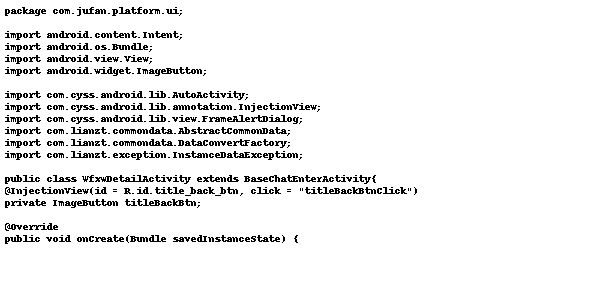 package com.jufan.platform.ui;
import android.content.Intent;
import android.os.Bundle;
import android.view.View;
import android.widget.ImageButton;
import com.cyss.android.lib.AutoActivity;
import com.cyss.android.lib.annotation.InjectionView;
import com.cyss.android.lib.view.FrameAlertDialog;
import com.lianzt.commondata.AbstractCommonData;
import com.lianzt.commondata.DataConvertFactory;
import com.lianzt.exception.InstanceDataException;
public class WfxwDetailActivity extends BaseChatEnterActivity{
@InjectionView(id = R.id.title_back_btn, click = "titleBackBtnClick")
private ImageButton titleBackBtn;
@Override
public void onCreate(Bundle savedInstanceState) {